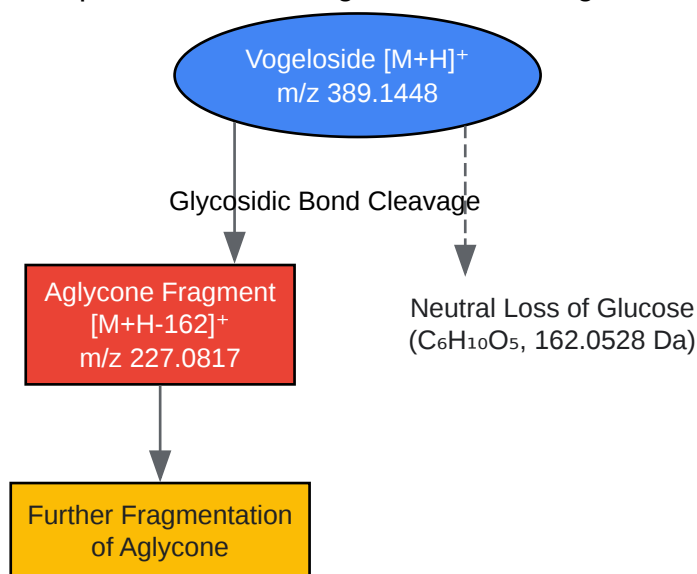 Vogeloside [M+H]⁺
m/z 389.1448
Glycosidic Bond Cleavage
Aglycone Fragment
[M+H-162]⁺
m/z 227.0817
Neutral Loss of Glucose
(C₆H₁₀O₅, 162.0528 Da)
Further Fragmentation
of Aglycone